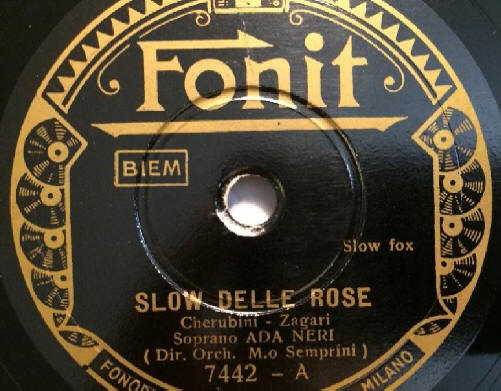 Fonit
BIEM
Slow fox
SLOW DELLE ROSE
Cherubini - Zagari
Soprano ADA NERI
( Dir. Orch. M.o Semprini )
7442 - A
MILANO